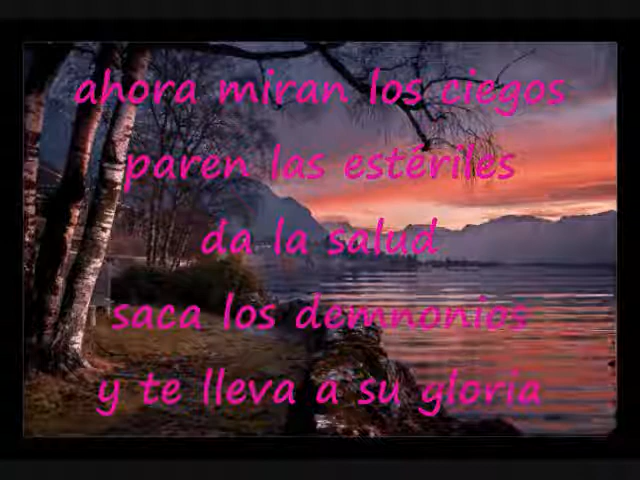 ahora miran los ciegos
paren las estériles
da la salud
saca los demnonios
y te lleva a su gloria